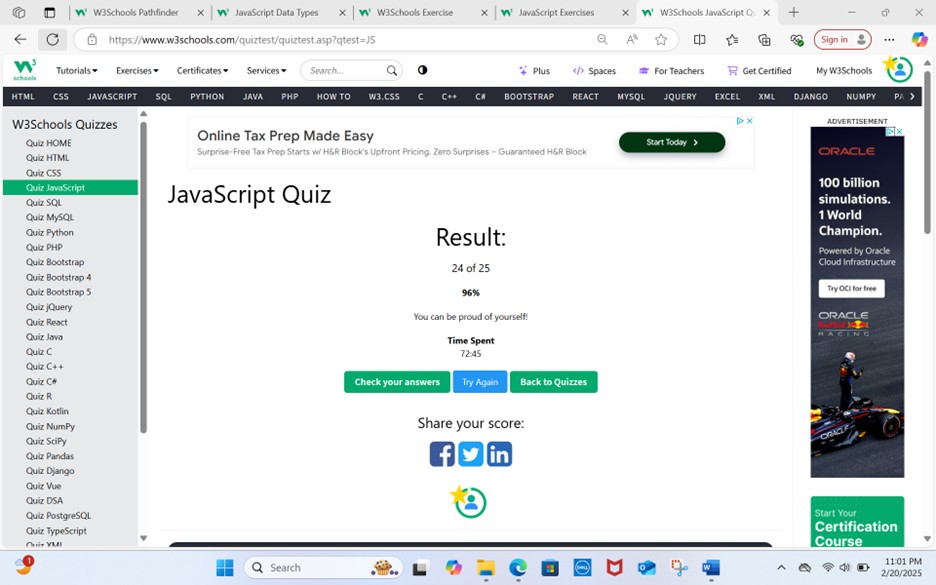 W3Schools Pathfinder
JavaScript Data Types
W3Schools Exercise
JavaScript Exercises
W3Schools JavaScript Qu
https://www.w3schools.com/quiztest/quiztest.asp?qtest=JS
Sign in
W3
schools
Tutorials
Exercises
Certificates
Services
Search...
Plus
Spaces
For Teachers
Get Certified
My W3Schools
HTML CSS JAVASCRIPT SQL PYTHON JAVA PHP HOW TO W3.CSS C C++ C# BOOTSTRAP REACT MYSQL JQUERY EXCEL XML DJANGO NUMPY PA
W3Schools Quizzes
Quiz HOME
Quiz HTML
Quiz CSS
Quiz JavaScript
Quiz SQL
Quiz MySQL
Quiz Python
Quiz PHP
Quiz Bootstrap
Quiz Bootstrap 4
Quiz Bootstrap 5
Quiz jQuery
Quiz React
Quiz Java
Quiz C
Quiz C++
Quiz C#
Quiz R
Quiz Kotlin
Quiz NumPy
Quiz SciPy
Quiz Pandas
Quiz Django
Quiz Vue
Quiz DSA
Quiz PostgreSQL
Quiz TypeScript
Quiz XML
Online Tax Prep Made Easy
Surprise-Free Tax Prep Starts w/ H&R Block's Upfront Pricing. Zero Surprises – Guaranteed H&R Block
Start Today
JavaScript Quiz
Result:
24 of 25
96%
You can be proud of yourself!
Time Spent
72:45
Check your answers
Try Again
Back to Quizzes
Share your score:
ADVERTISEMENT
ORACLE
100 billion
simulations.
1 World
Champion.
Powered by Oracle
Cloud Infrastructure
Try OCI for free
ORACLE
Red Bull
RACING
Start Your
Certification
Course
1
Search
11:01 PM
2/20/2025